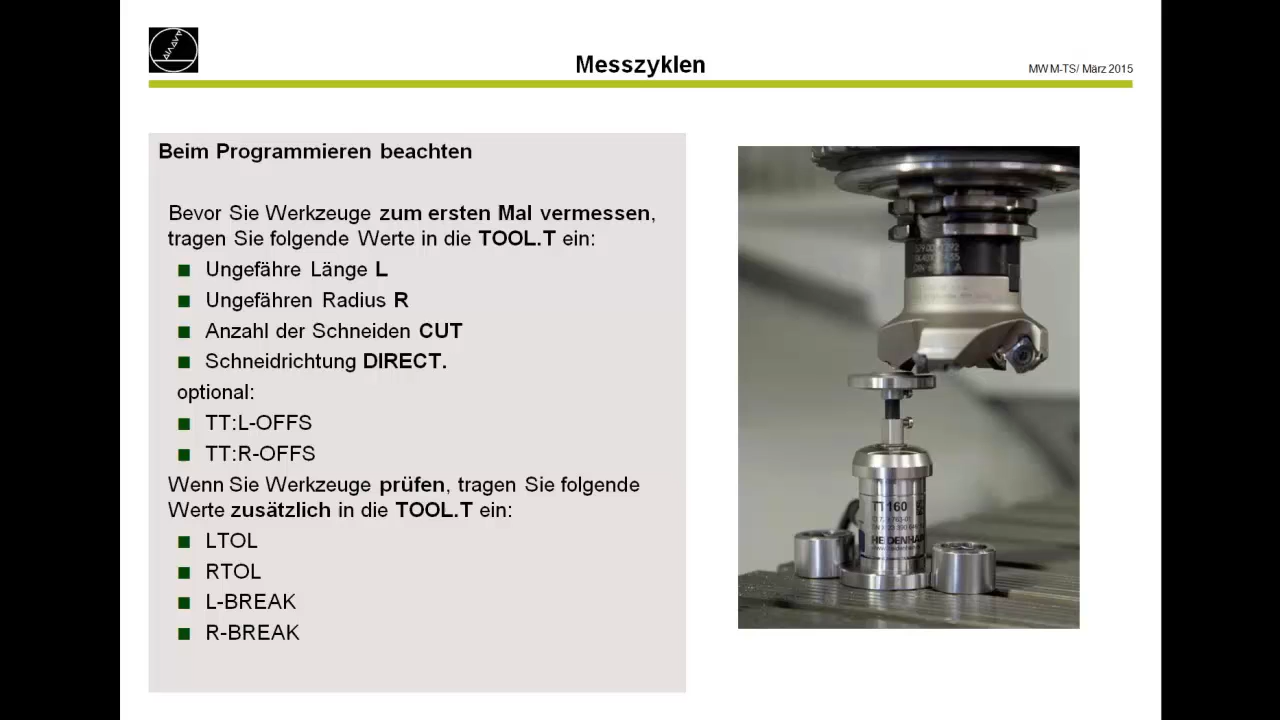 Messzyklen
MWM-TS/ März 2015
Beim Programmieren beachten
Bevor Sie Werkzeuge zum ersten Mal vermessen,
tragen Sie folgende Werte in die TOOL.T ein:
Ungefähre Länge L
Ungefähren Radius R
Anzahl der Schneiden CUT
Schneidrichtung DIRECT.
optional:
TT:L-OFFS
TT:R-OFFS
Wenn Sie Werkzeuge prüfen, tragen Sie folgende
Werte zusätzlich in die TOOL.T ein:
LTOL
RTOL
L-BREAK
R-BREAK
TT160
HEIDENHAIN